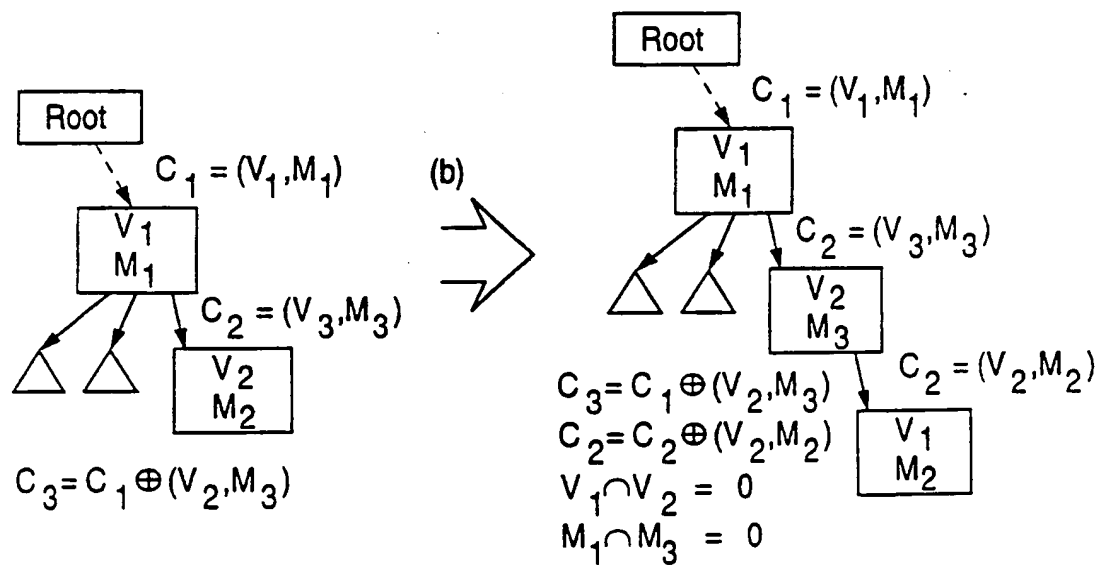 Root
C1 = (V1,M1)
V1
M1
C2 = (V3,M3)
V2
M2
C3=C1⊕(V2,M3)
(b)
Root
C1 = (V1,M1)
V1
M1
C2 = (V3,M3)
V2
M3
C2 = (V2,M2)
V1
M2
C3=C1⊕(V2,M3)
C2=C2⊕(V2,M2)
V1∩V2 = 0
M1∩M3 = 0